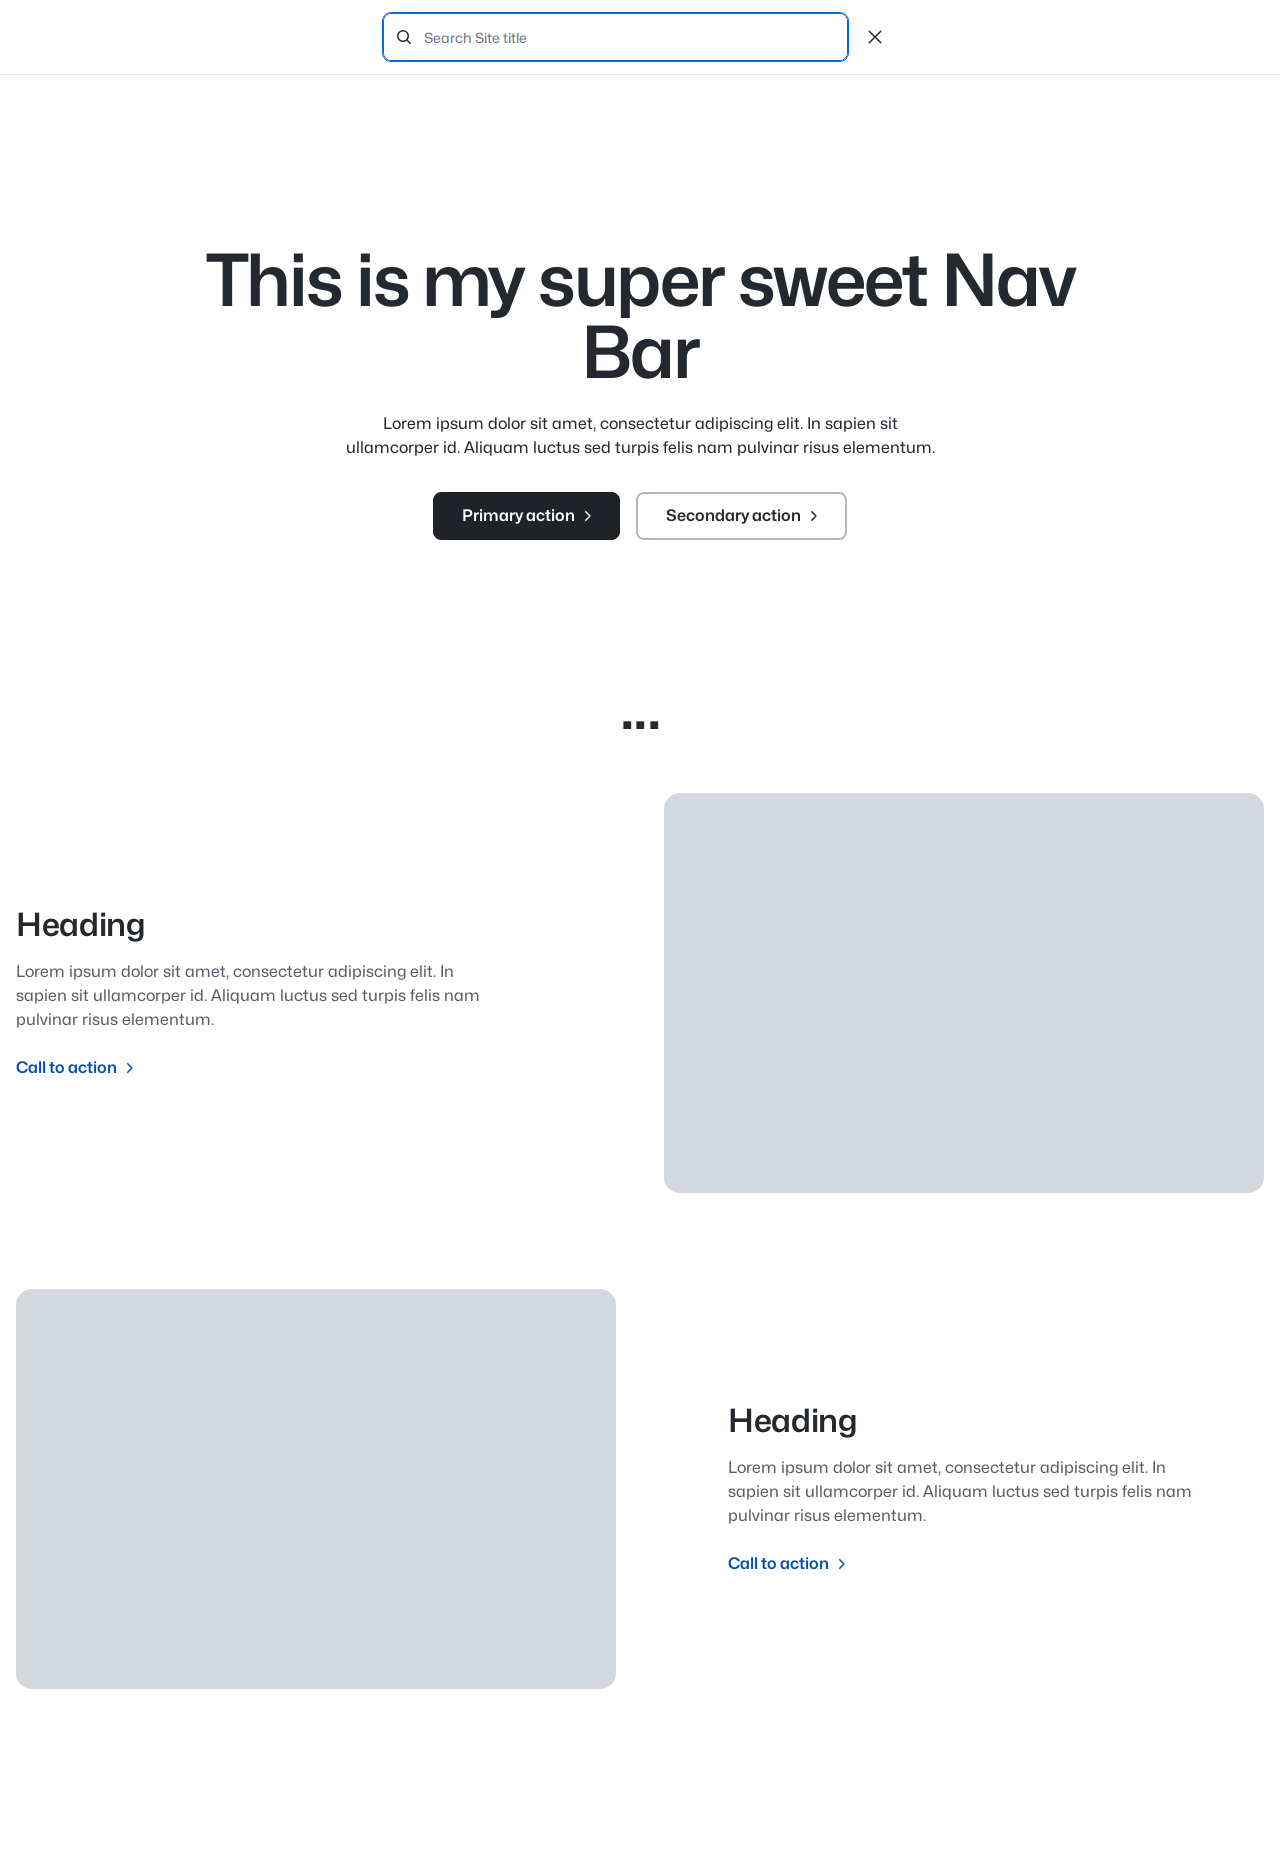 Search Site title
This is my super sweet Nav
Bar
Lorem ipsum dolor sit amet, consectetur adipiscing elit. In sapien sit
ullamcorper id. Aliquam luctus sed turpis felis nam pulvinar risus elementum.
Primary action
Secondary action
...
Heading
Lorem ipsum dolor sit amet, consectetur adipiscing elit. In
sapien sit ullamcorper id. Aliquam luctus sed turpis felis nam
pulvinar risus elementum.
Call to action
Heading
Lorem ipsum dolor sit amet, consectetur adipiscing elit. In
sapien sit ullamcorper id. Aliquam luctus sed turpis felis nam
pulvinar risus elementum.
Call to action